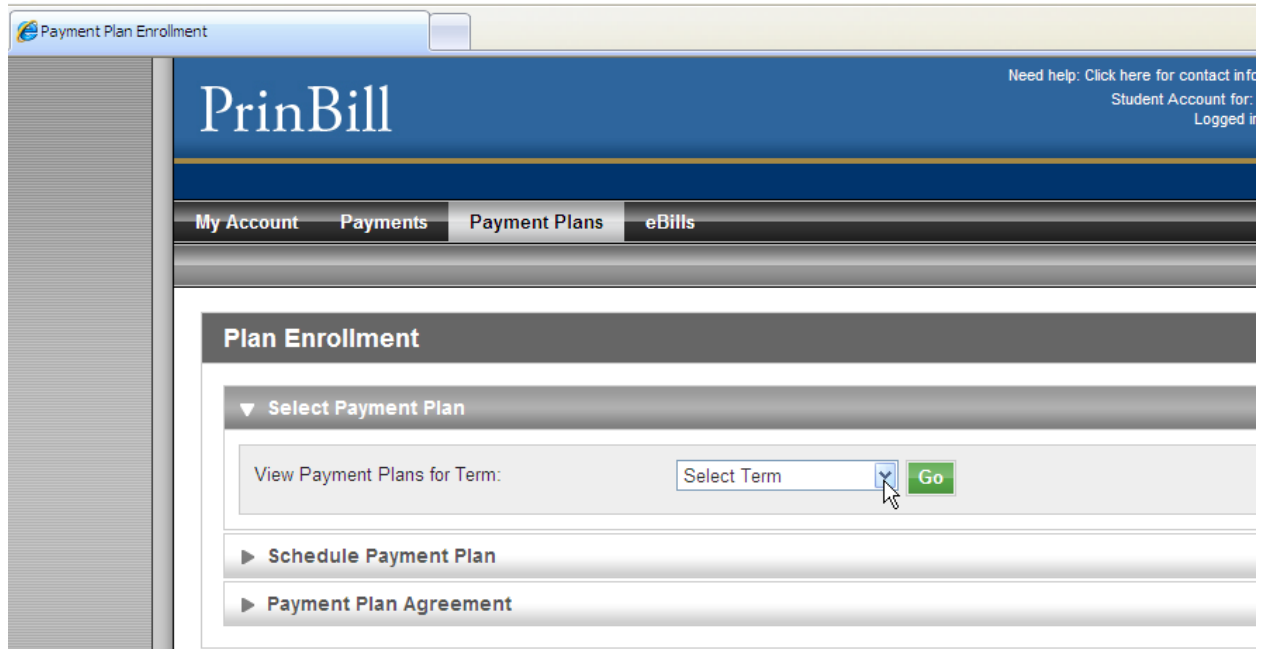 Payment Plan Enrollment
PrinBill
Need help: Click here for contact info
Student Account for:
Logged in
My Account Payments Payment Plans eBills
Plan Enrollment
Select Payment Plan
View Payment Plans for Term: Select Term Go
Schedule Payment Plan
Payment Plan Agreement